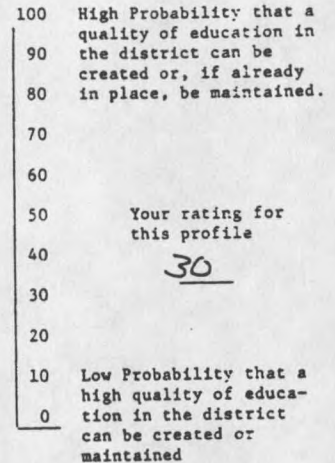 100 High Probability that a
quality of education in
90 the district can be
created or, if already
80 in place, be maintained.
70
60
50 Your rating for
this profile
40
30
30
20
10 Low Probability that a
high quality of educa-
0 tion in the district
can be created or
maintained